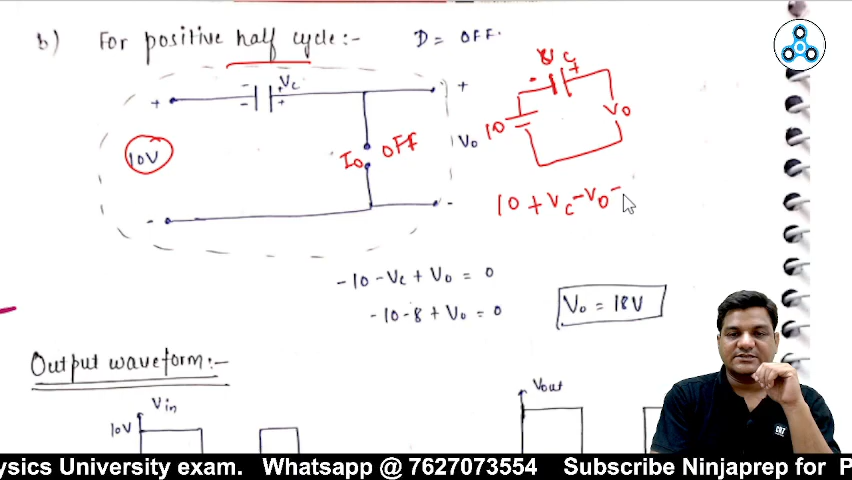 b) For positive half cycle:- D = OFF.
8V C
- +
+ - Vc +
- +
10V
Io OFF
Vo
10
Vo
- -
10 + Vc - Vo -
-10 - Vc + Vo = 0
-10 - 8 + Vo = 0
Vo = 18V
Output waveform:-
Vin
10V
Vout
ysics University exam. Whatsapp @ 7627073554 Subscribe Ninjaprep for P